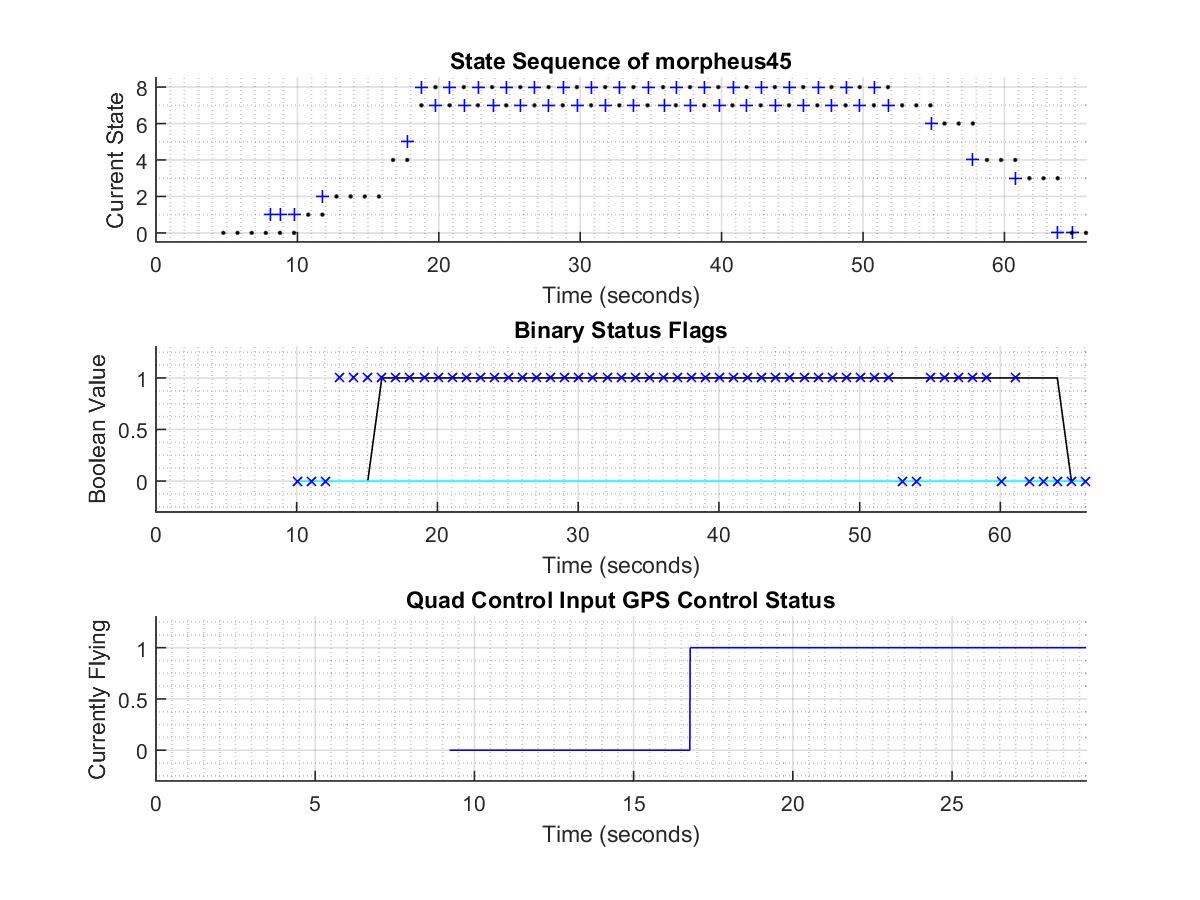 State Sequence of morpheus45
8
6
4
2
0
Current State
0 10 20 30 40 50 60
Time (seconds)
Binary Status Flags
1
0.5
0
Boolean Value
0 10 20 30 40 50 60
Time (seconds)
Quad Control Input GPS Control Status
1
0.5
0
Currently Flying
0 5 10 15 20 25
Time (seconds)